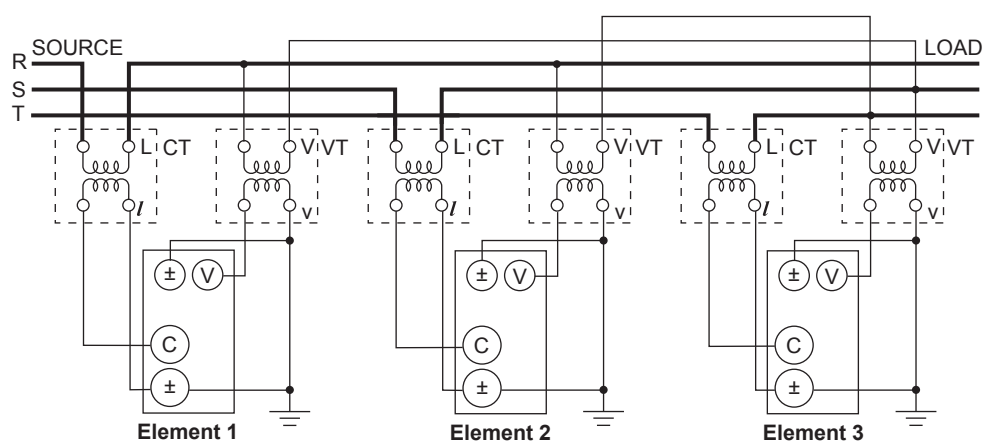 SOURCE LOAD
R
S
T
L CT V VT L CT V VT L CT V VT
l v l v l v
± V ± V ± V
C C C
± ± ±
Element 1 Element 2 Element 3